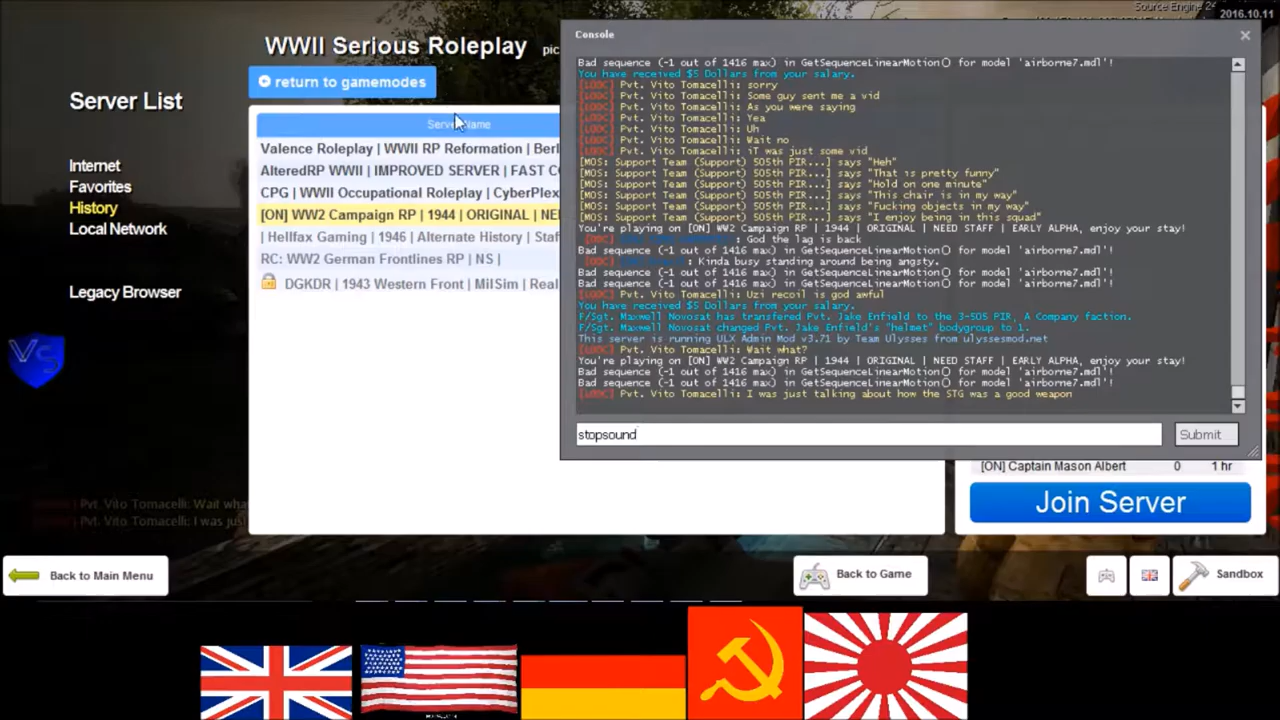 Source Engine 24
2016.10.11
WWII Serious Roleplay pic
return to gamemodes
Server List
Internet
Favorites
History
Local Network
Legacy Browser
Server Name
Valence Roleplay | WWII RP Reformation | Berl
AlteredRP WWII | IMPROVED SERVER | FAST CO
CPG | WWII Occupational Roleplay | CyberPlex
[ON] WW2 Campaign RP | 1944 | ORIGINAL | NEE
| Hellfax Gaming | 1946 | Alternate History | Staff
RC: WW2 German Frontlines RP | NS |
DGKDR | 1943 Western Front | MilSim | Real
Console
Bad sequence (-1 out of 1416 max) in GetSequenceLinearMotion() for model 'airborne7.mdl'!
You have received $5 Dollars from your salary.
[LOOC] Pvt. Vito Tomacelli: sorry
[LOOC] Pvt. Vito Tomacelli: Some guy sent me a vid
[LOOC] Pvt. Vito Tomacelli: As you were saying
[LOOC] Pvt. Vito Tomacelli: Yea
[LOOC] Pvt. Vito Tomacelli: Uh
[LOOC] Pvt. Vito Tomacelli: Wait no
[LOOC] Pvt. Vito Tomacelli: iT was just some vid
[MOS: Support Team (Support) 505th PIR...] says "Heh"
[MOS: Support Team (Support) 505th PIR...] says "That is pretty funny"
[MOS: Support Team (Support) 505th PIR...] says "Hold on one minute"
[MOS: Support Team (Support) 505th PIR...] says "This chair is in my way"
[MOS: Support Team (Support) 505th PIR...] says "Fucking objects in my way"
[MOS: Support Team (Support) 505th PIR...] says "I enjoy being in this squad"
You're playing on [ON] WW2 Campaign RP | 1944 | ORIGINAL | NEED STAFF | EARLY ALPHA, enjoy your stay!
[OOC] : God the lag is back
Bad sequence (-1 out of 1416 max) in GetSequenceLinearMotion() for model 'airborne7.mdl'!
[OOC] : Kinda busy standing around being angsty.
Bad sequence (-1 out of 1416 max) in GetSequenceLinearMotion() for model 'airborne7.mdl'!
Bad sequence (-1 out of 1416 max) in GetSequenceLinearMotion() for model 'airborne7.mdl'!
[LOOC] Pvt. Vito Tomacelli: Uzi recoil is god awful
You have received $5 Dollars from your salary.
F/Sgt. Maxwell Novosat has transfered Pvt. Jake Enfield to the 3-505 PIR, A Company faction.
F/Sgt. Maxwell Novosat changed Pvt. Jake Enfield's "helmet" bodygroup to 1.
This server is running ULX Admin Mod v3.71 by Team Ulysses from ulyssesmod.net
[LOOC] Pvt. Vito Tomacelli: Wait what?
You're playing on [ON] WW2 Campaign RP | 1944 | ORIGINAL | NEED STAFF | EARLY ALPHA, enjoy your stay!
Bad sequence (-1 out of 1416 max) in GetSequenceLinearMotion() for model 'airborne7.mdl'!
Bad sequence (-1 out of 1416 max) in GetSequenceLinearMotion() for model 'airborne7.mdl'!
[LOOC] Pvt. Vito Tomacelli: I was just talking about how the STG was a good weapon
stopsound
Submit
[ON] Captain Mason Albert 0 1 hr
Join Server
Pvt. Vito Tomacelli: Wait wha
Pvt. Vito Tomacelli: I was jus
Back to Main Menu
Back to Game
Sandbox
VS